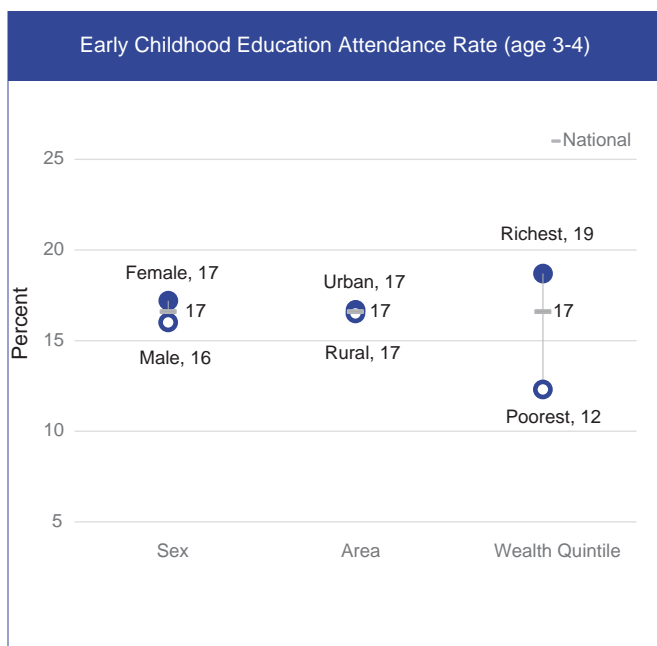 Early Childhood Education Attendance Rate (age 3-4)
National
25
20
15
10
5
Percent
Female, 17
17
Male, 16
Urban, 17
17
Rural, 17
Richest, 19
17
Poorest, 12
Sex
Area
Wealth Quintile